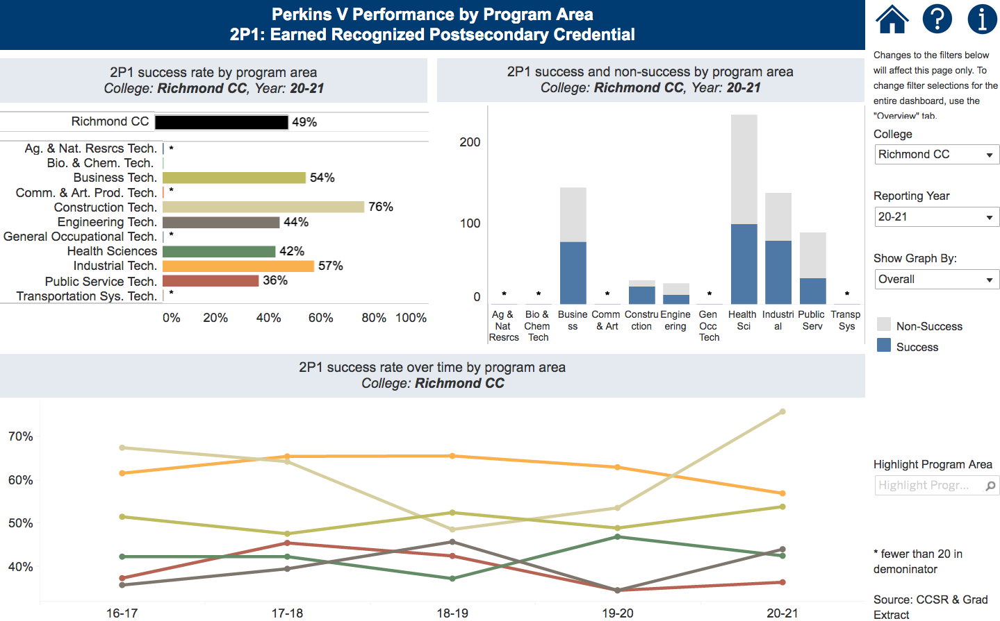 Perkins V Performance by Program Area
2P1: Earned Recognized Postsecondary Credential
2P1 success rate by program area
College: Richmond CC, Year: 20-21
Richmond CC 49%
Ag. & Nat. Resrcs Tech. *
Bio. & Chem. Tech.
Business Tech. 54%
Comm. & Art. Prod. Tech. *
Construction Tech. 76%
Engineering Tech. 44%
General Occupational Tech. *
Health Sciences 42%
Industrial Tech. 57%
Public Service Tech. 36%
Transportation Sys. Tech. *
0% 20% 40% 60% 80% 100%
2P1 success and non-success by program area
College: Richmond CC, Year: 20-21
200
100
0
* * * * *
Ag & Bio & Busine Comm Constru Engine Gen Health Industri Public Transp
Nat Chem ss & Art ction ering Occ Sci al Serv Sys
Resrcs Tech Tech
2P1 success rate over time by program area
College: Richmond CC
70%
60%
50%
40%
16-17 17-18 18-19 19-20 20-21
?
i
Changes to the filters below
will affect this page only. To
change filter selections for the
entire dashboard, use the
"Overview" tab.
College
Richmond CC
Reporting Year
20-21
Show Graph By:
Overall
Non-Success
Success
Highlight Program Area
Highlight Progr...
* fewer than 20 in
demoninator
Source: CCSR & Grad
Extract